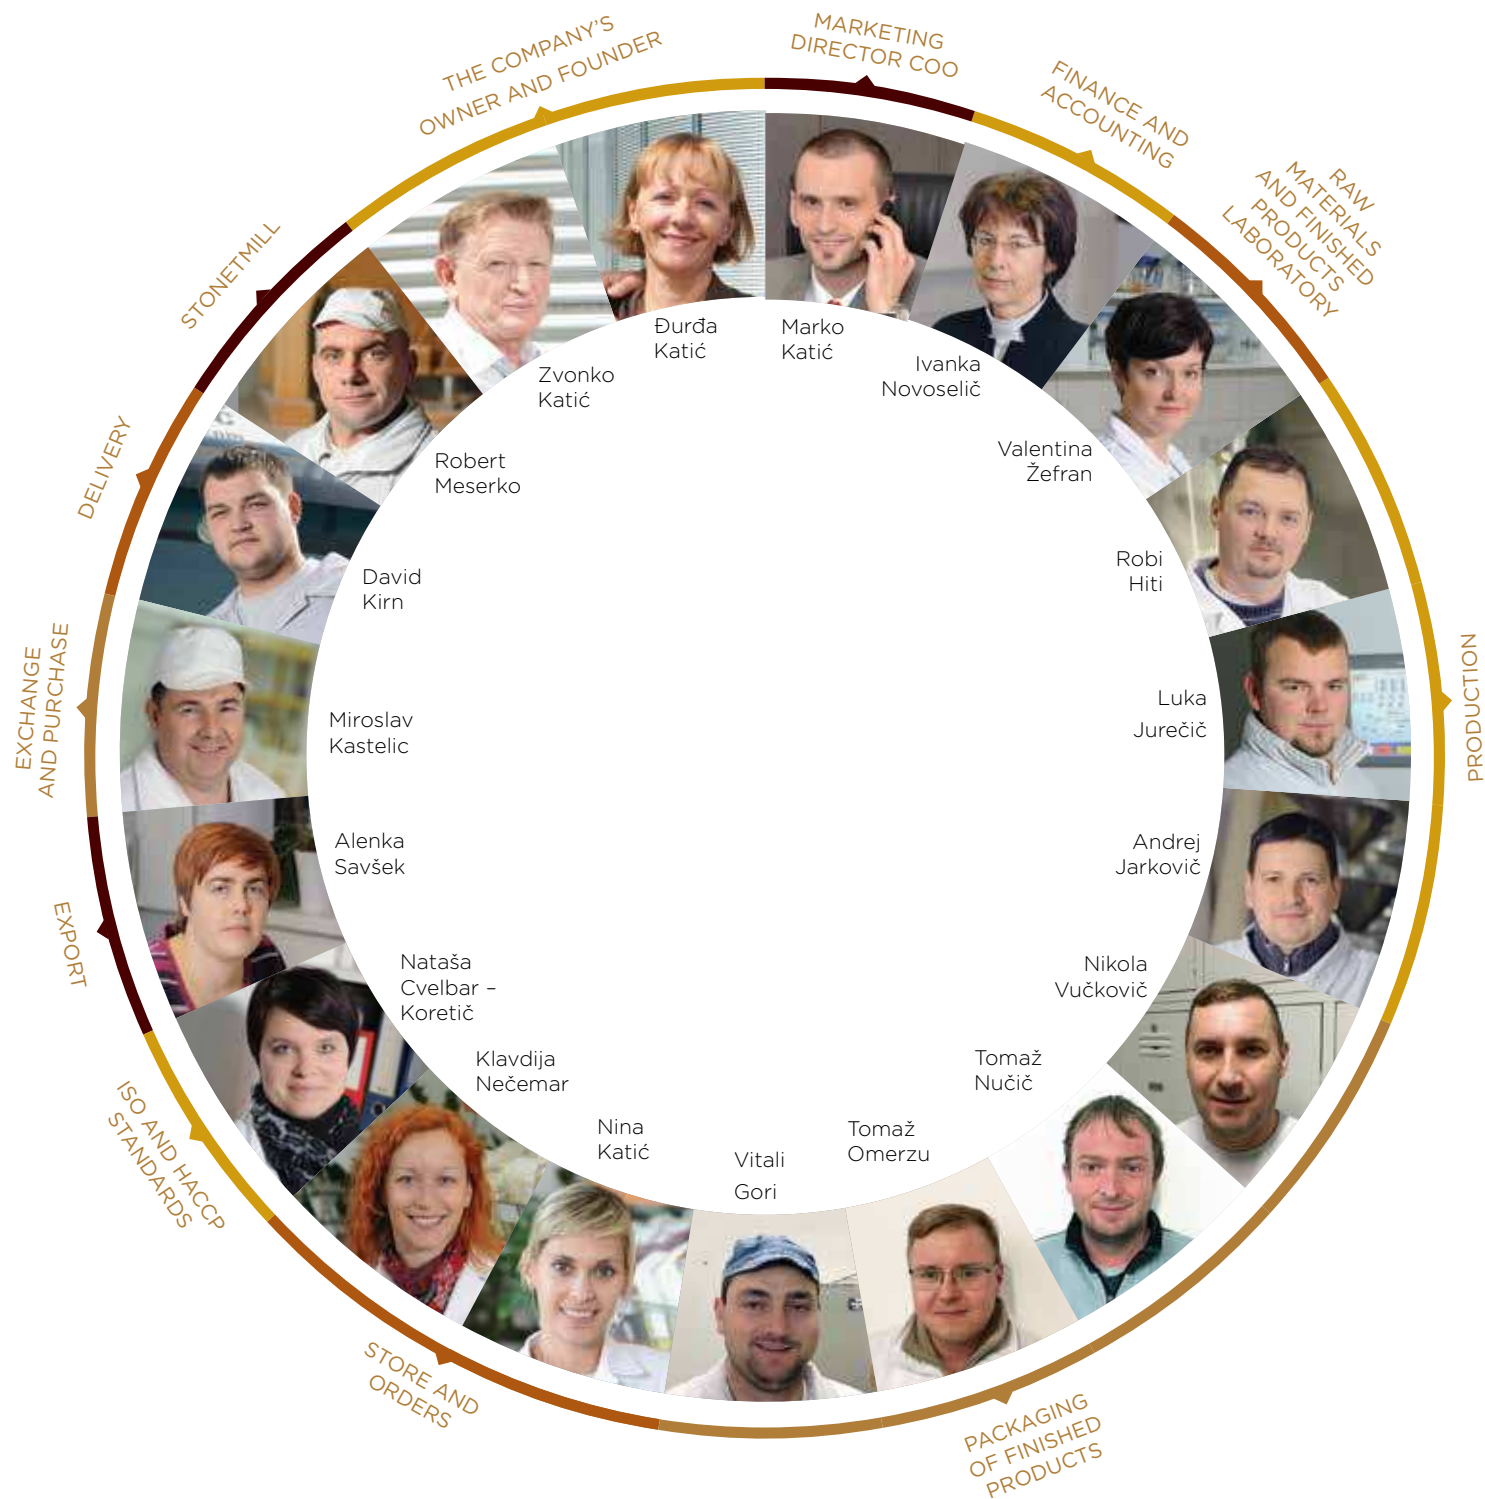 THE COMPANY'S
OWNER AND FOUNDER
MARKETING
DIRECTOR COO
FINANCE AND
ACCOUNTING
RAW
MATERIALS
AND FINISHED
PRODUCTS
LABORATORY
PRODUCTION
PACKAGING
OF FINISHED
PRODUCTS
STORE AND
ORDERS
ISO AND HACCP
STANDARDS
EXPORT
EXCHANGE
AND PURCHASE
DELIVERY
STONETMILL
Đurđa
Katić
Marko
Katić
Ivanka
Novoselič
Valentina
Žefran
Robi
Hiti
Luka
Jurečič
Andrej
Jarkovič
Nikola
Vučkovič
Tomaž
Nučič
Tomaž
Omerzu
Vitali
Gori
Nina
Katić
Klavdija
Nečemar
Nataša
Cvelbar –
Koretič
Alenka
Savšek
Miroslav
Kastelic
David
Kirn
Robert
Meserko
Zvonko
Katić